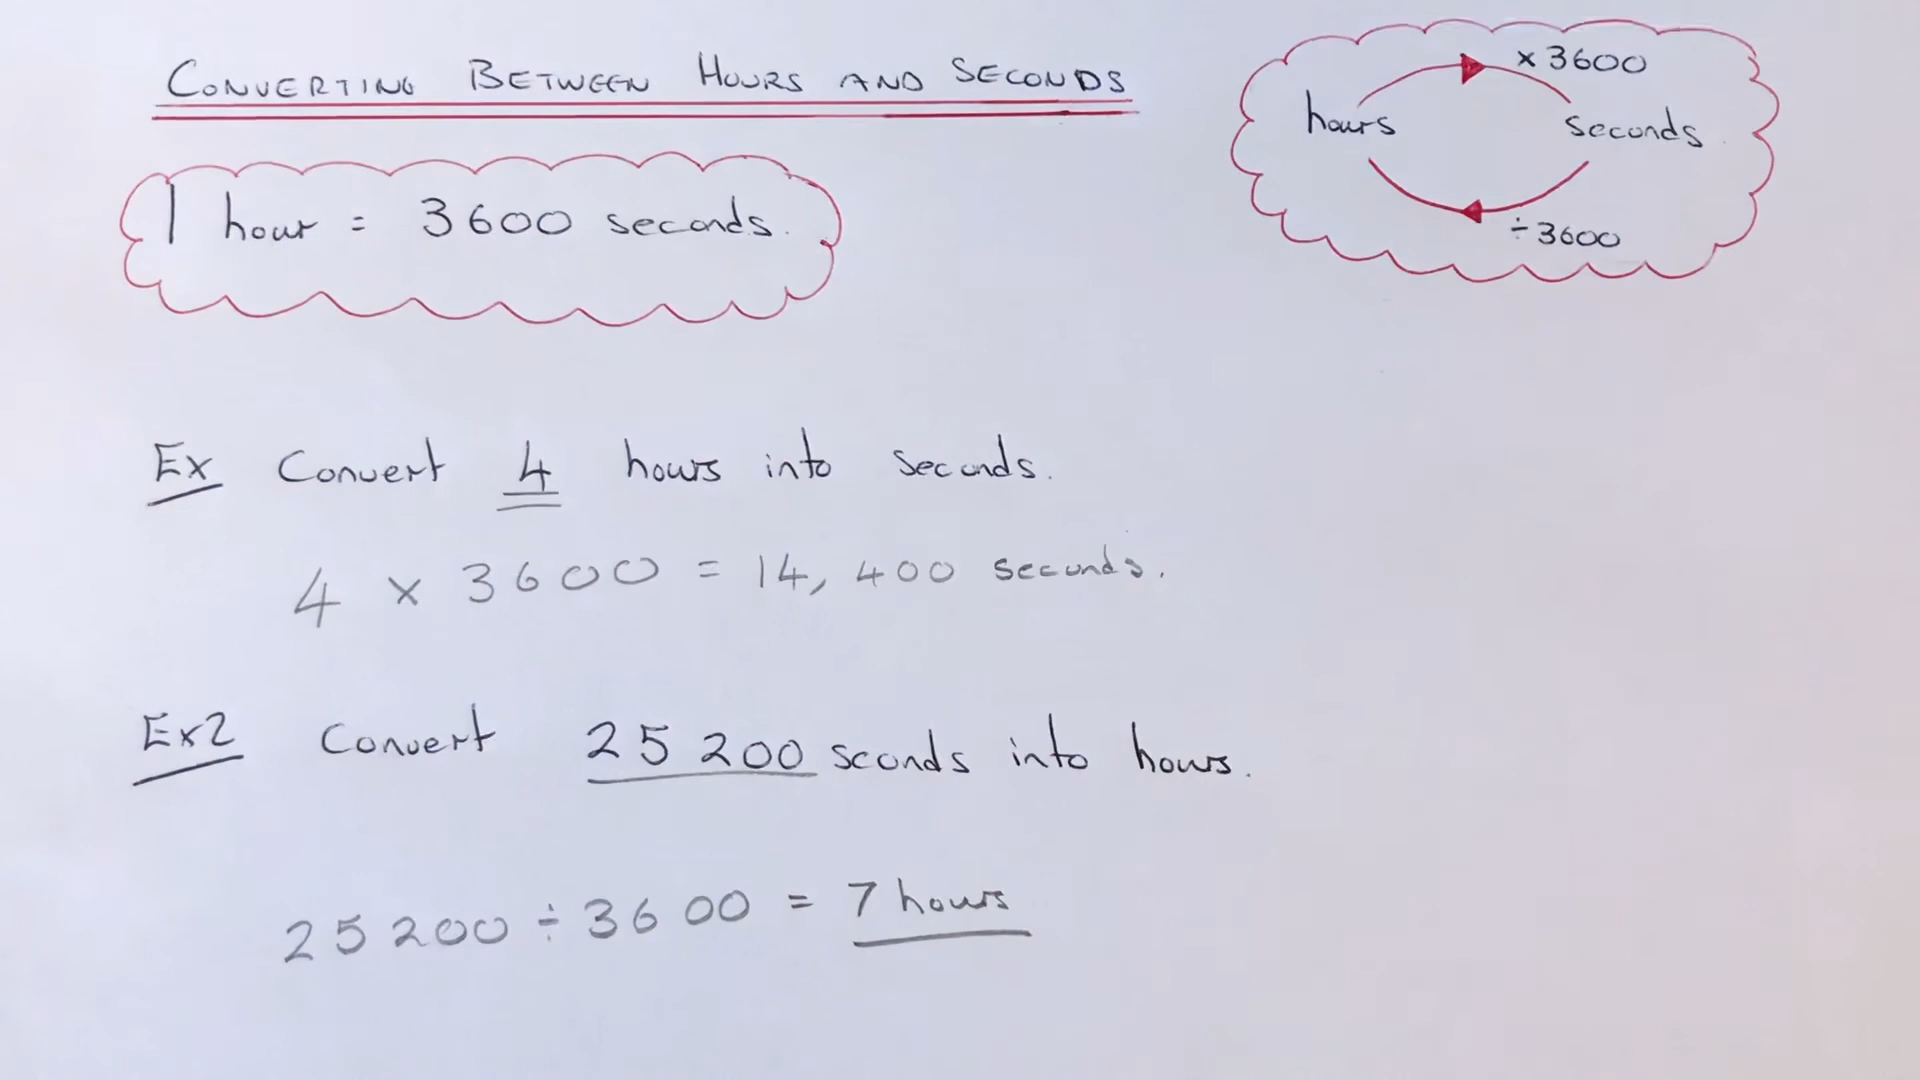 CONVERTING BETWEEN HOURS AND SECONDS
× 3600
hours seconds
÷ 3600
1 hour = 3600 seconds.
Ex Convert 4 hours into seconds.
4 × 3600 = 14,400 seconds.
Ex2 Convert 25 200 seconds into hours.
25 200 ÷ 3600 = 7 hours